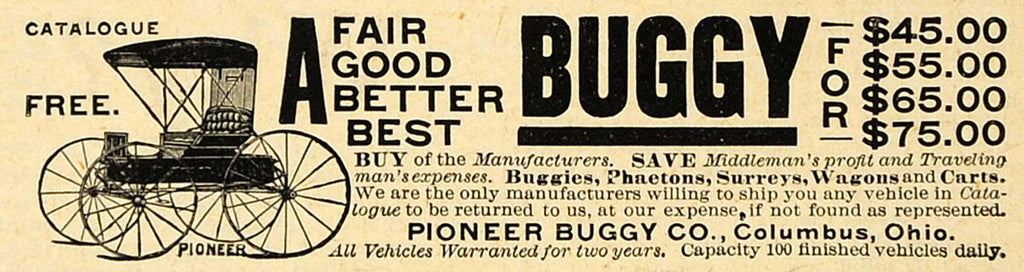 CATALOGUE
FREE.
PIONEER
A
FAIR
GOOD
BETTER
BEST
BUGGY
FOR
$45.00
$55.00
$65.00
$75.00
BUY of the Manufacturers. SAVE Middleman's profit and Traveling
man's expenses. Buggies, Phaetons, Surreys, Wagons and Carts.
We are the only manufacturers willing to ship you any vehicle in Cata-
logue to be returned to us, at our expense, if not found as represented.
PIONEER BUGGY CO., Columbus, Ohio.
All Vehicles Warranted for two years. Capacity 100 finished vehicles daily.